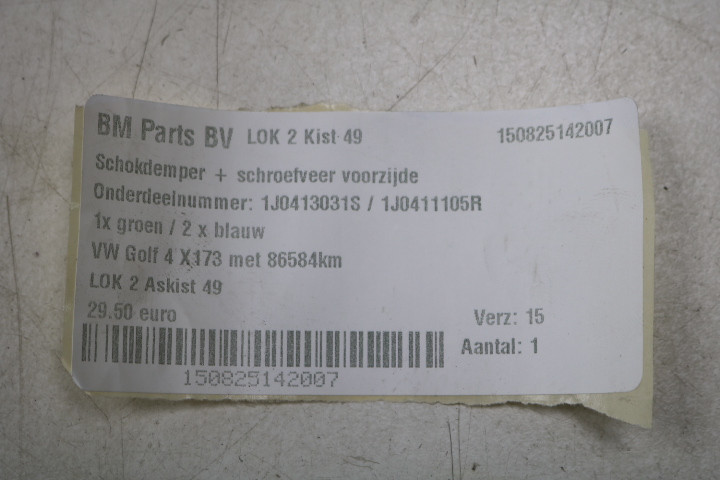 BM Parts BV LOK 2 Kist 49 150825142007
Schokdemper + schroefveer voorzijde
Onderdeelnummer: 1J0413031S / 1J0411105R
1x groen / 2 x blauw
VW Golf 4 X173 met 86584km
LOK 2 Askist 49
29.50 euro Verz: 15
Aantal: 1
150825142007